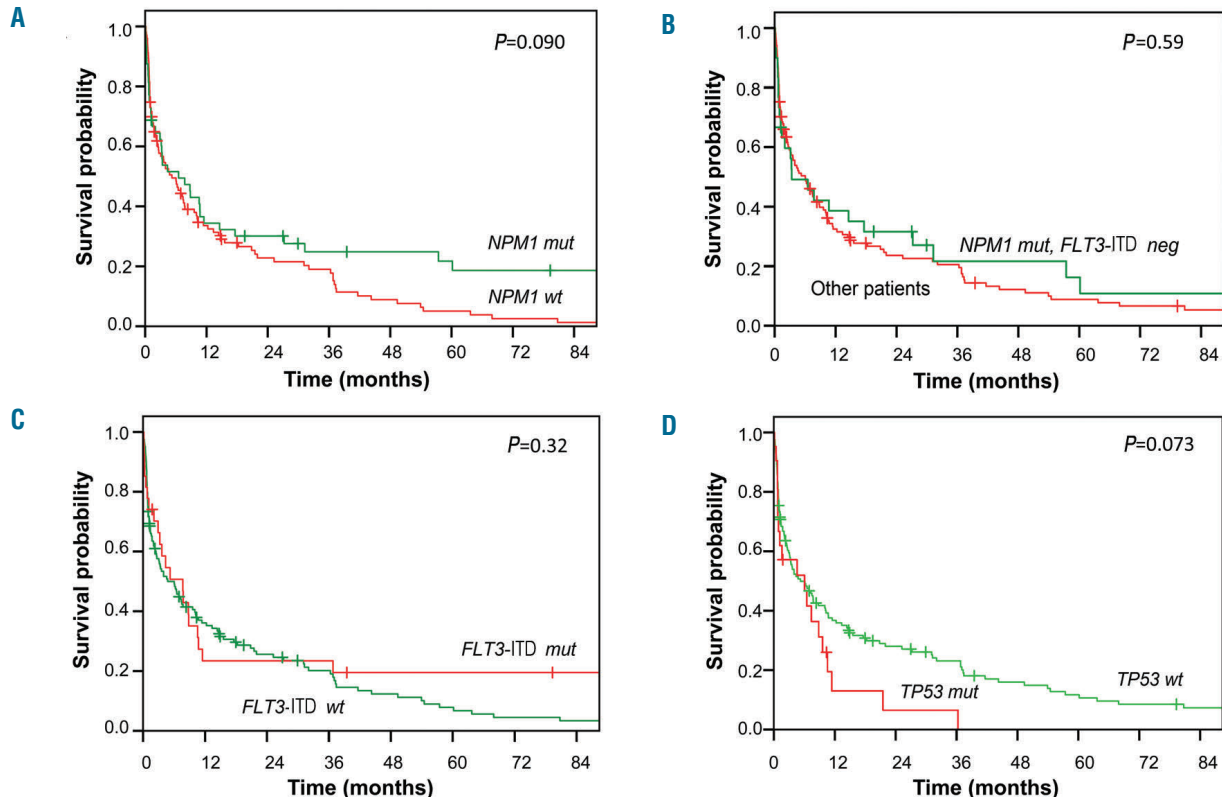 A
P=0.090
Survival probability
1.0
0.8
0.6
0.4
0.2
0.0
NPM1 mut
NPM1 wt
0 12 24 36 48 60 72 84
Time (months)
B
P=0.59
Survival probability
1.0
0.8
0.6
0.4
0.2
0.0
NPM1 mut, FLT3-ITD neg
Other patients
0 12 24 36 48 60 72 84
Time (months)
C
P=0.32
Survival probability
1.0
0.8
0.6
0.4
0.2
0.0
FLT3-ITD mut
FLT3-ITD wt
0 12 24 36 48 60 72 84
Time (months)
D
P=0.073
Survival probability
1.0
0.8
0.6
0.4
0.2
0.0
TP53 mut
TP53 wt
0 12 24 36 48 60 72 84
Time (months)